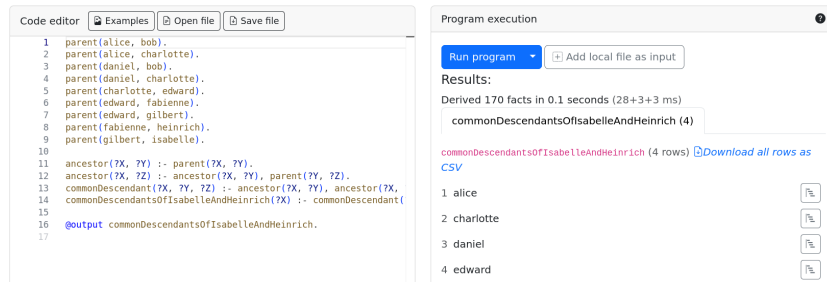 Code editor Examples Open file Save file
1 parent(alice, bob).
2 parent(alice, charlotte).
3 parent(daniel, bob).
4 parent(daniel, charlotte).
5 parent(charlotte, edward).
6 parent(edward, fabienne).
7 parent(edward, gilbert).
8 parent(fabienne, heinrich).
9 parent(gilbert, isabelle).
10
11 ancestor(?X, ?Y) :- parent(?X, ?Y).
12 ancestor(?X, ?Z) :- ancestor(?X, ?Y), parent(?Y, ?Z).
13 commonDescendant(?X, ?Y, ?Z) :- ancestor(?X, ?Y), ancestor(?X,
14 commonDescendantsOfIsabelleAndHeinrich(?X) :- commonDescendant(
15
16 @output commonDescendantsOfIsabelleAndHeinrich.
17
Program execution ?
Run program Add local file as input
Results:
Derived 170 facts in 0.1 seconds (28+3+3 ms)
commonDescendantsOfIsabelleAndHeinrich (4)
commonDescendantsOfIsabelleAndHeinrich (4 rows) Download all rows as
CSV
1 alice
2 charlotte
3 daniel
4 edward